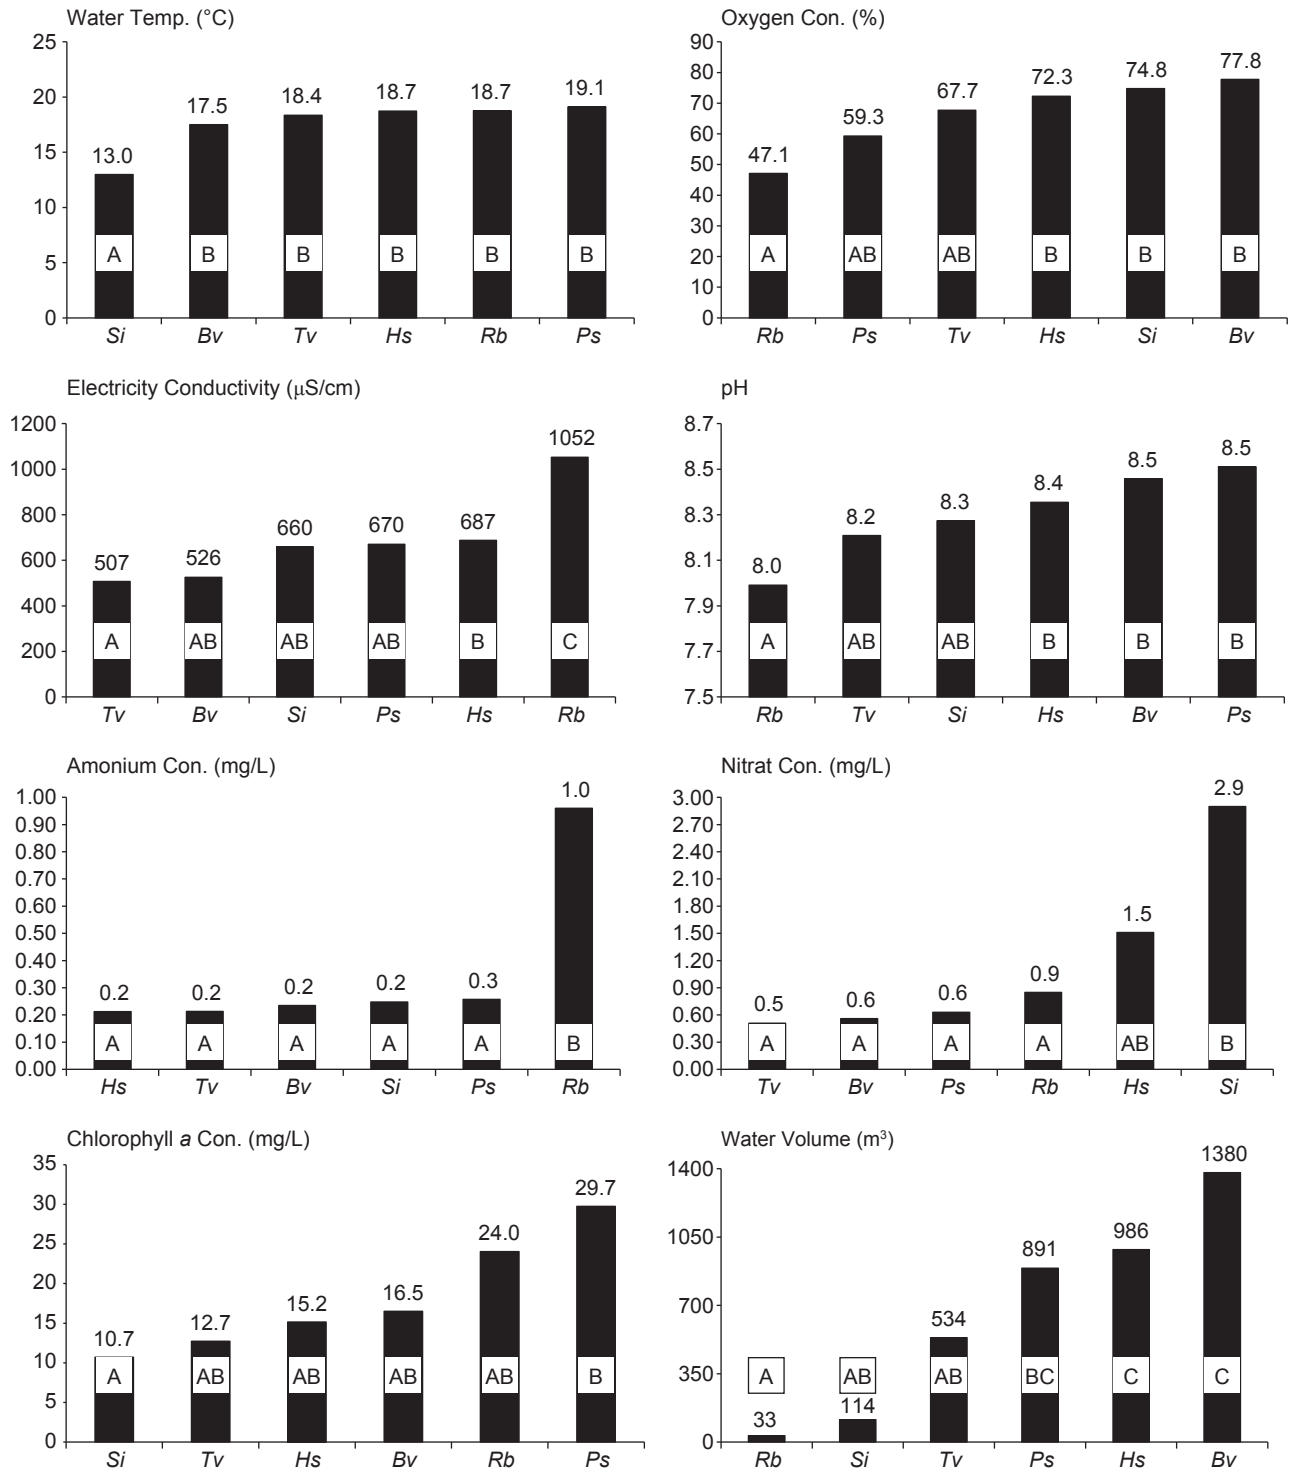 Water Temp. (°C)
25
20
15
10
5
0
13.0
17.5
18.4
18.7
18.7
19.1
A
B
B
B
B
B
Si
Bv
Tv
Hs
Rb
Ps
Oxygen Con. (%)
90
80
70
60
50
40
30
20
10
0
47.1
59.3
67.7
72.3
74.8
77.8
A
AB
AB
B
B
B
Rb
Ps
Tv
Hs
Si
Bv
Electricity Conductivity (µS/cm)
1200
1000
800
600
400
200
0
507
526
660
670
687
1052
A
AB
AB
AB
B
C
Tv
Bv
Si
Ps
Hs
Rb
pH
8.7
8.5
8.3
8.1
7.9
7.7
7.5
8.0
8.2
8.3
8.4
8.5
8.5
A
AB
AB
B
B
B
Rb
Tv
Si
Hs
Bv
Ps
Amonium Con. (mg/L)
1.00
0.90
0.80
0.70
0.60
0.50
0.40
0.30
0.20
0.10
0.00
0.2
0.2
0.2
0.2
0.3
1.0
A
A
A
A
A
B
Hs
Tv
Bv
Si
Ps
Rb
Nitrat Con. (mg/L)
3.00
2.70
2.40
2.10
1.80
1.50
1.20
0.90
0.60
0.30
0.00
0.5
0.6
0.6
0.9
1.5
2.9
A
A
A
A
AB
B
Tv
Bv
Ps
Rb
Hs
Si
Chlorophyll a Con. (mg/L)
35
30
25
20
15
10
5
0
10.7
12.7
15.2
16.5
24.0
29.7
A
AB
AB
AB
AB
B
Si
Tv
Hs
Bv
Rb
Ps
Water Volume (m³)
1400
1050
700
350
0
33
114
534
891
986
1380
A
AB
AB
BC
C
C
Rb
Si
Tv
Ps
Hs
Bv